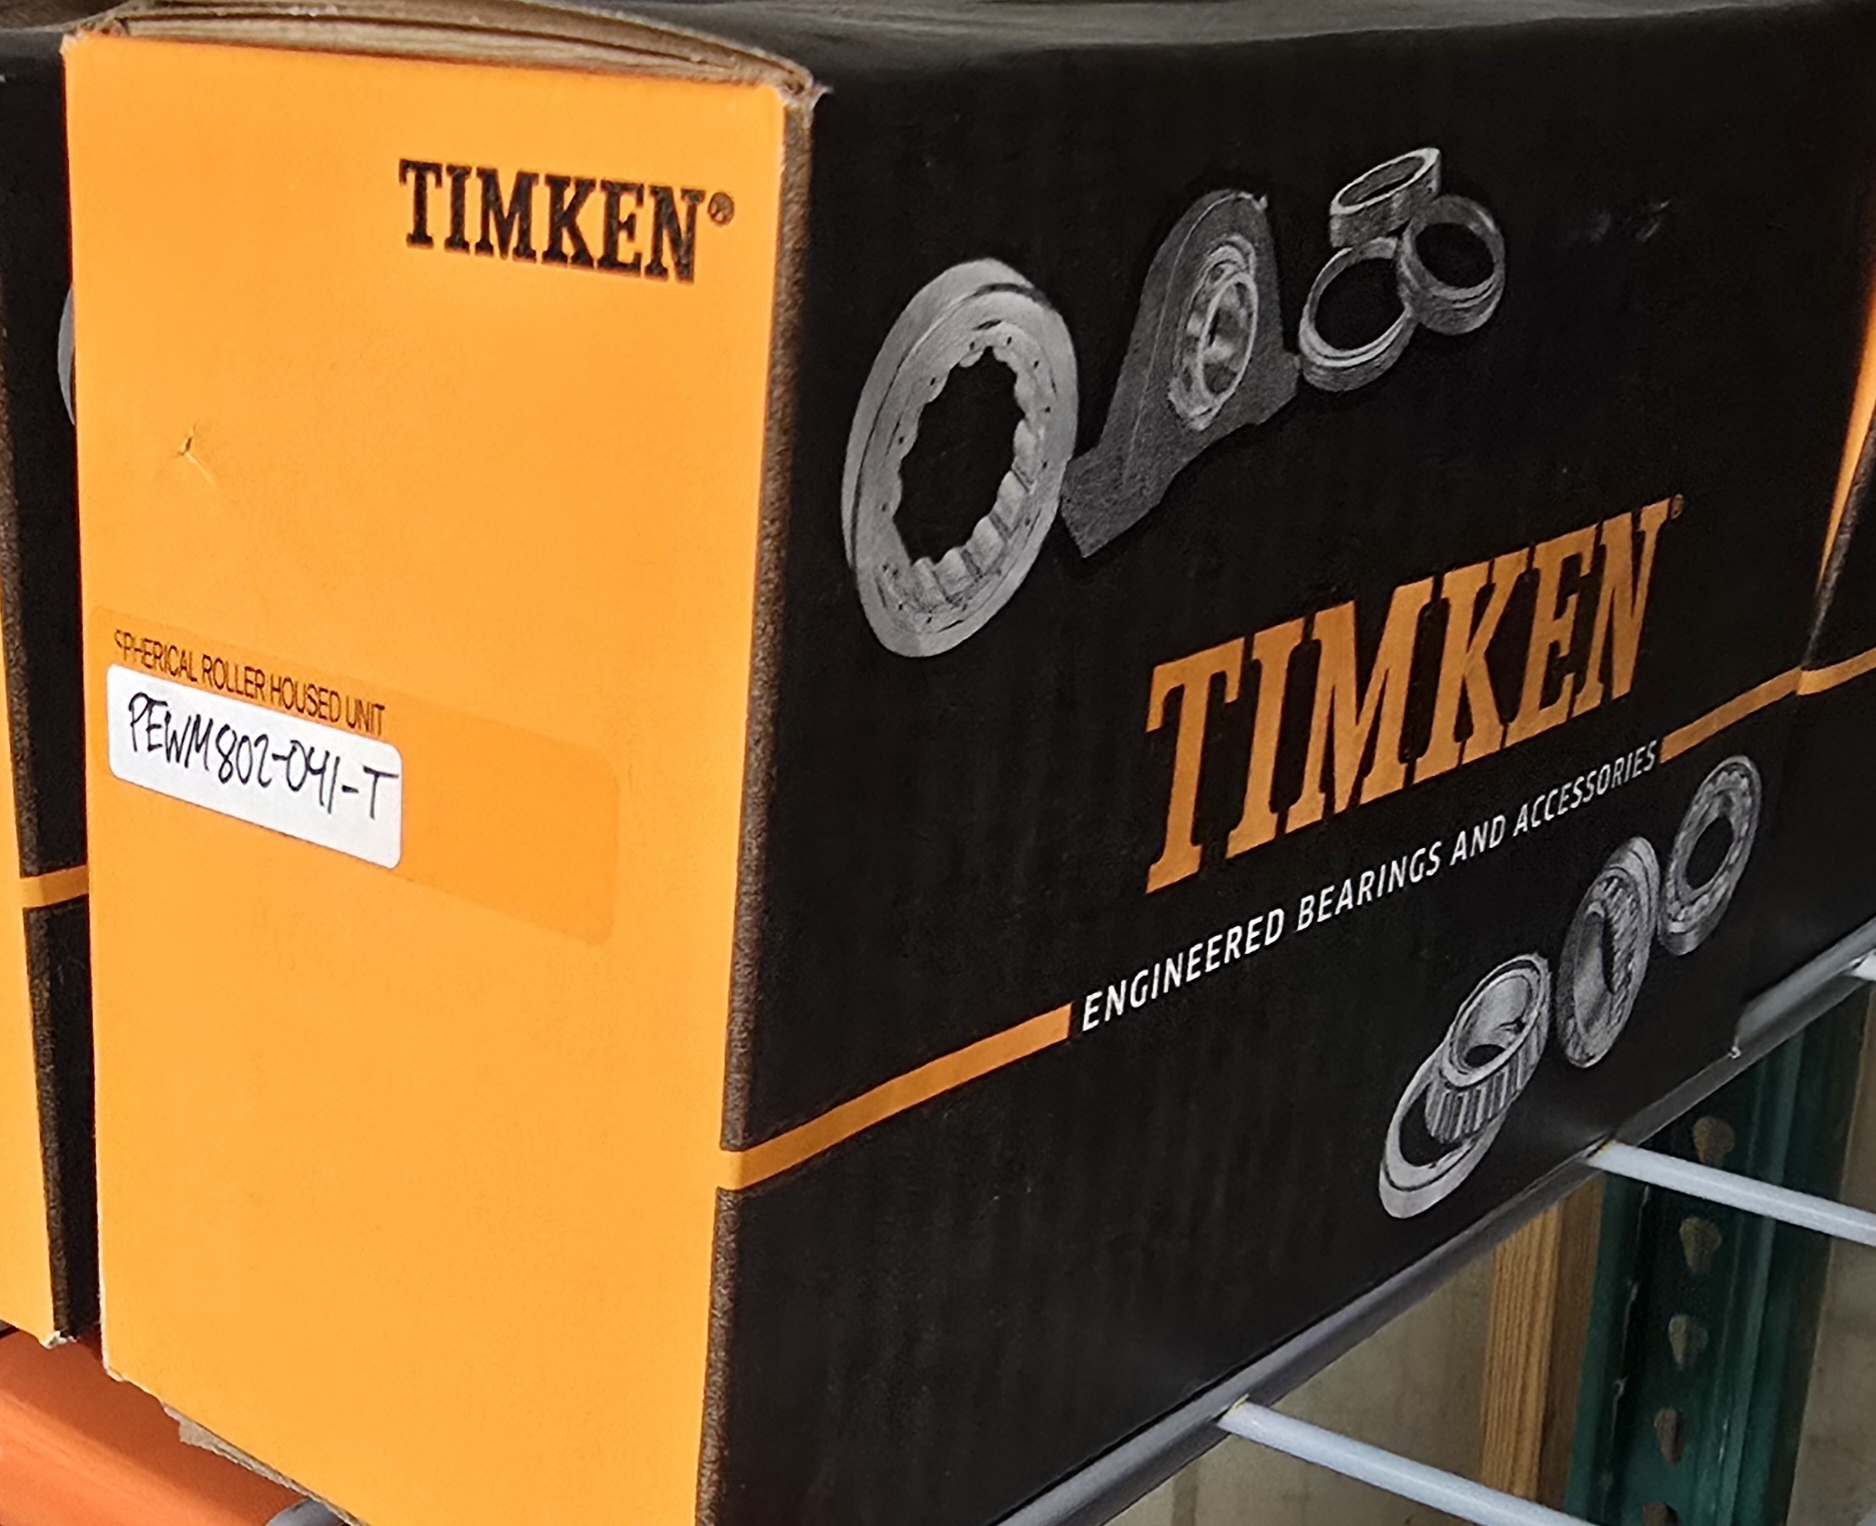 TIMKEN®
SPHERICAL ROLLER HOUSED UNIT
PEWM802-041-T
TIMKEN®
ENGINEERED BEARINGS AND ACCESSORIES